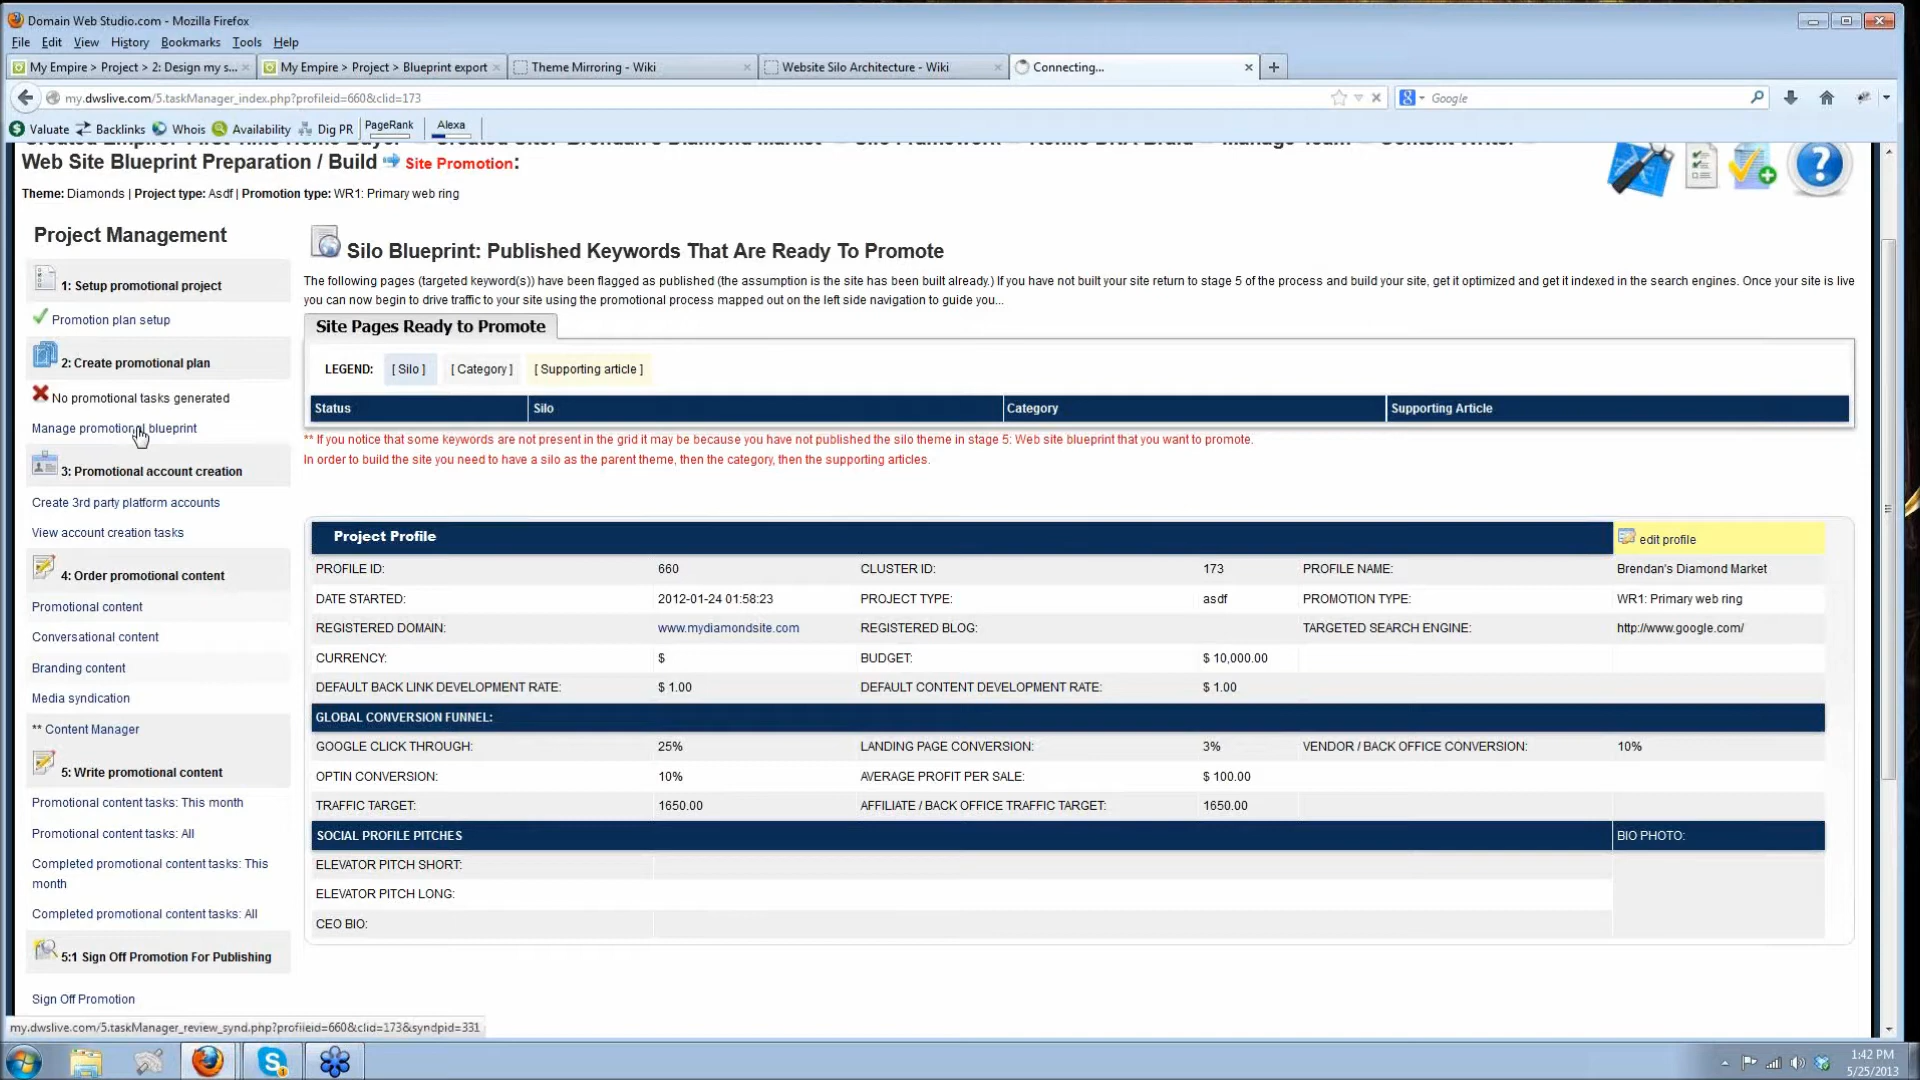 Domain Web Studio.com - Mozilla Firefox
File Edit View History Bookmarks Tools Help
My Empire > Project > 2: Design my s... My Empire > Project > Blueprint export Theme Mirroring - Wiki Website Silo Architecture - Wiki Connecting...
my.dwslive.com/5.taskManager_index.php?profileid=660&clid=173 Google
Valuate Backlinks Whois Availability Dig PR PageRank Alexa
Web Site Blueprint Preparation / Build Site Promotion:
Theme: Diamonds | Project type: Asdf | Promotion type: WR1: Primary web ring
Project Management
1: Setup promotional project
Promotion plan setup
2: Create promotional plan
No promotional tasks generated
Manage promotional blueprint
3: Promotional account creation
Create 3rd party platform accounts
View account creation tasks
4: Order promotional content
Promotional content
Conversational content
Branding content
Media syndication
** Content Manager
5: Write promotional content
Promotional content tasks: This month
Promotional content tasks: All
Completed promotional content tasks: This
month
Completed promotional content tasks: All
5:1 Sign Off Promotion For Publishing
Sign Off Promotion
Silo Blueprint: Published Keywords That Are Ready To Promote
The following pages (targeted keyword(s)) have been flagged as published (the assumption is the site has been built already.) If you have not built your site return to stage 5 of the process and build your site, get it optimized and get it indexed in the search engines. Once your site is live
you can now begin to drive traffic to your site using the promotional process mapped out on the left side navigation to guide you...
Site Pages Ready to Promote
LEGEND: [ Silo ] [ Category ] [ Supporting article ]
Status Silo Category Supporting Article
** If you notice that some keywords are not present in the grid it may be because you have not published the silo theme in stage 5: Web site blueprint that you want to promote.
In order to build the site you need to have a silo as the parent theme, then the category, then the supporting articles.
Project Profile edit profile
PROFILE ID: 660 CLUSTER ID: 173 PROFILE NAME: Brendan's Diamond Market
DATE STARTED: 2012-01-24 01:58:23 PROJECT TYPE: asdf PROMOTION TYPE: WR1: Primary web ring
REGISTERED DOMAIN: www.mydiamondsite.com REGISTERED BLOG: TARGETED SEARCH ENGINE: http://www.google.com/
CURRENCY: $ BUDGET: $ 10,000.00
DEFAULT BACK LINK DEVELOPMENT RATE: $ 1.00 DEFAULT CONTENT DEVELOPMENT RATE: $ 1.00
GLOBAL CONVERSION FUNNEL:
GOOGLE CLICK THROUGH: 25% LANDING PAGE CONVERSION: 3% VENDOR / BACK OFFICE CONVERSION: 10%
OPTIN CONVERSION: 10% AVERAGE PROFIT PER SALE: $ 100.00
TRAFFIC TARGET: 1650.00 AFFILIATE / BACK OFFICE TRAFFIC TARGET: 1650.00
SOCIAL PROFILE PITCHES BIO PHOTO:
ELEVATOR PITCH SHORT:
ELEVATOR PITCH LONG:
CEO BIO:
my.dwslive.com/5.taskManager_review_synd.php?profileid=660&clid=173&syndpid=331
1:42 PM
5/25/2013